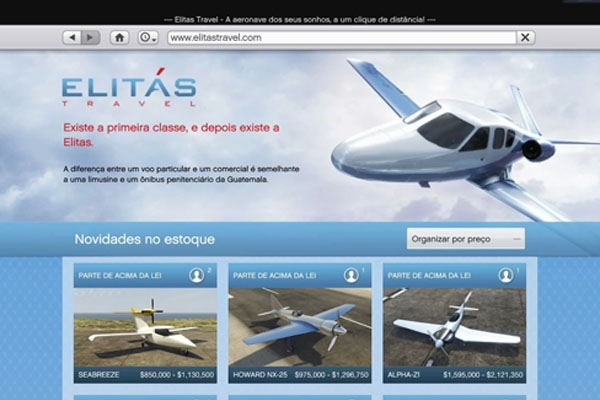 --- Elitas Travel - A aeronave dos seus sonhos, a um clique de distância! ---
www.elitastravel.com
ELITÁS
TRAVEL
Existe a primeira classe, e depois existe a
Elitas.
A diferença entre um voo particular e um comercial é semelhante
a uma limusine e um ônibus penitenciário da Guatemala.
Novidades no estoque
Organizar por preço
PARTE DE ACIMA DA LEI 2
PARTE DE ACIMA DA LEI 1
PARTE DE ACIMA DA LEI 1
SEABREEZE $850,000 - $1,130,500
HOWARD NX-25 $975,000 - $1,296,750
ALPHA-Z1 $1,595,000 - $2,121,350